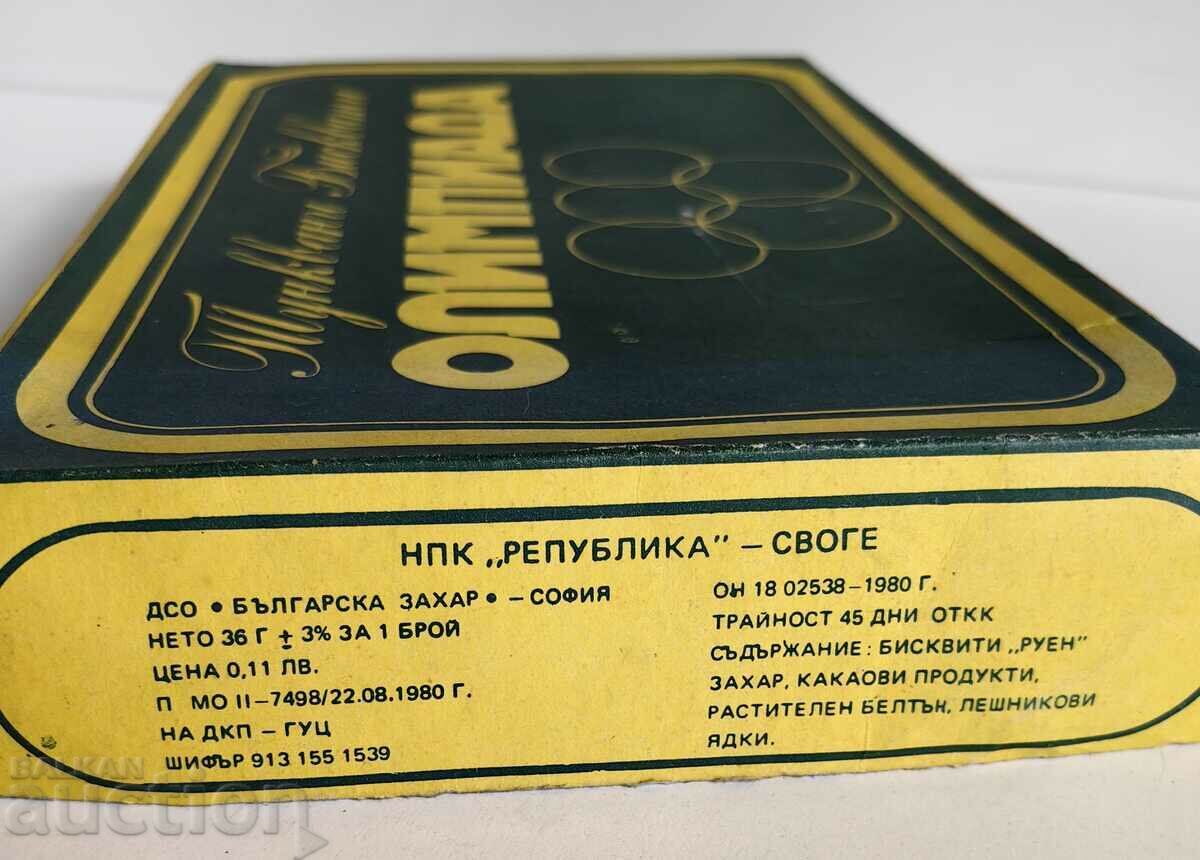 Тунквани Бисквити
ОЛИМПИАДА
НПК „РЕПУБЛИКА" – СВОГЕ
ДСО • БЪЛГАРСКА ЗАХАР • – СОФИЯ
НЕТО 36 Г ± 3% ЗА 1 БРОЙ
ЦЕНА 0,11 ЛВ.
П МО II–7498/22.08.1980 Г.
НА ДКП – ГУЦ
ШИФЪР 913 155 1539
ОН 18 02538–1980 Г.
ТРАЙНОСТ 45 ДНИ ОТКК
СЪДЪРЖАНИЕ: БИСКВИТИ „РУЕН"
ЗАХАР, КАКАОВИ ПРОДУКТИ,
РАСТИТЕЛЕН БЕЛТЪН, ЛЕШНИКОВИ
ЯДКИ.
BALKAN
auction